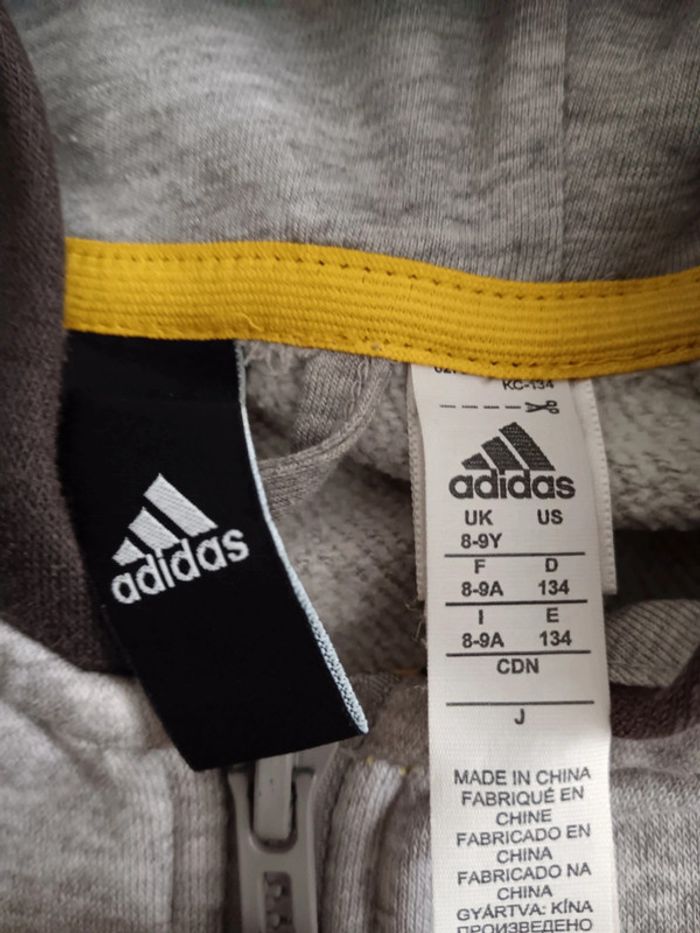 adidas
KC-134
adidas
UK US
8-9Y
F D
8-9A 134
I E
8-9A 134
CDN
J
MADE IN CHINA
FABRIQUÉ EN
CHINE
FABRICADO EN
CHINA
FABRICADO NA
CHINA
GYÁRTVA: KÍNA
ПРОИЗВЕДЕНО